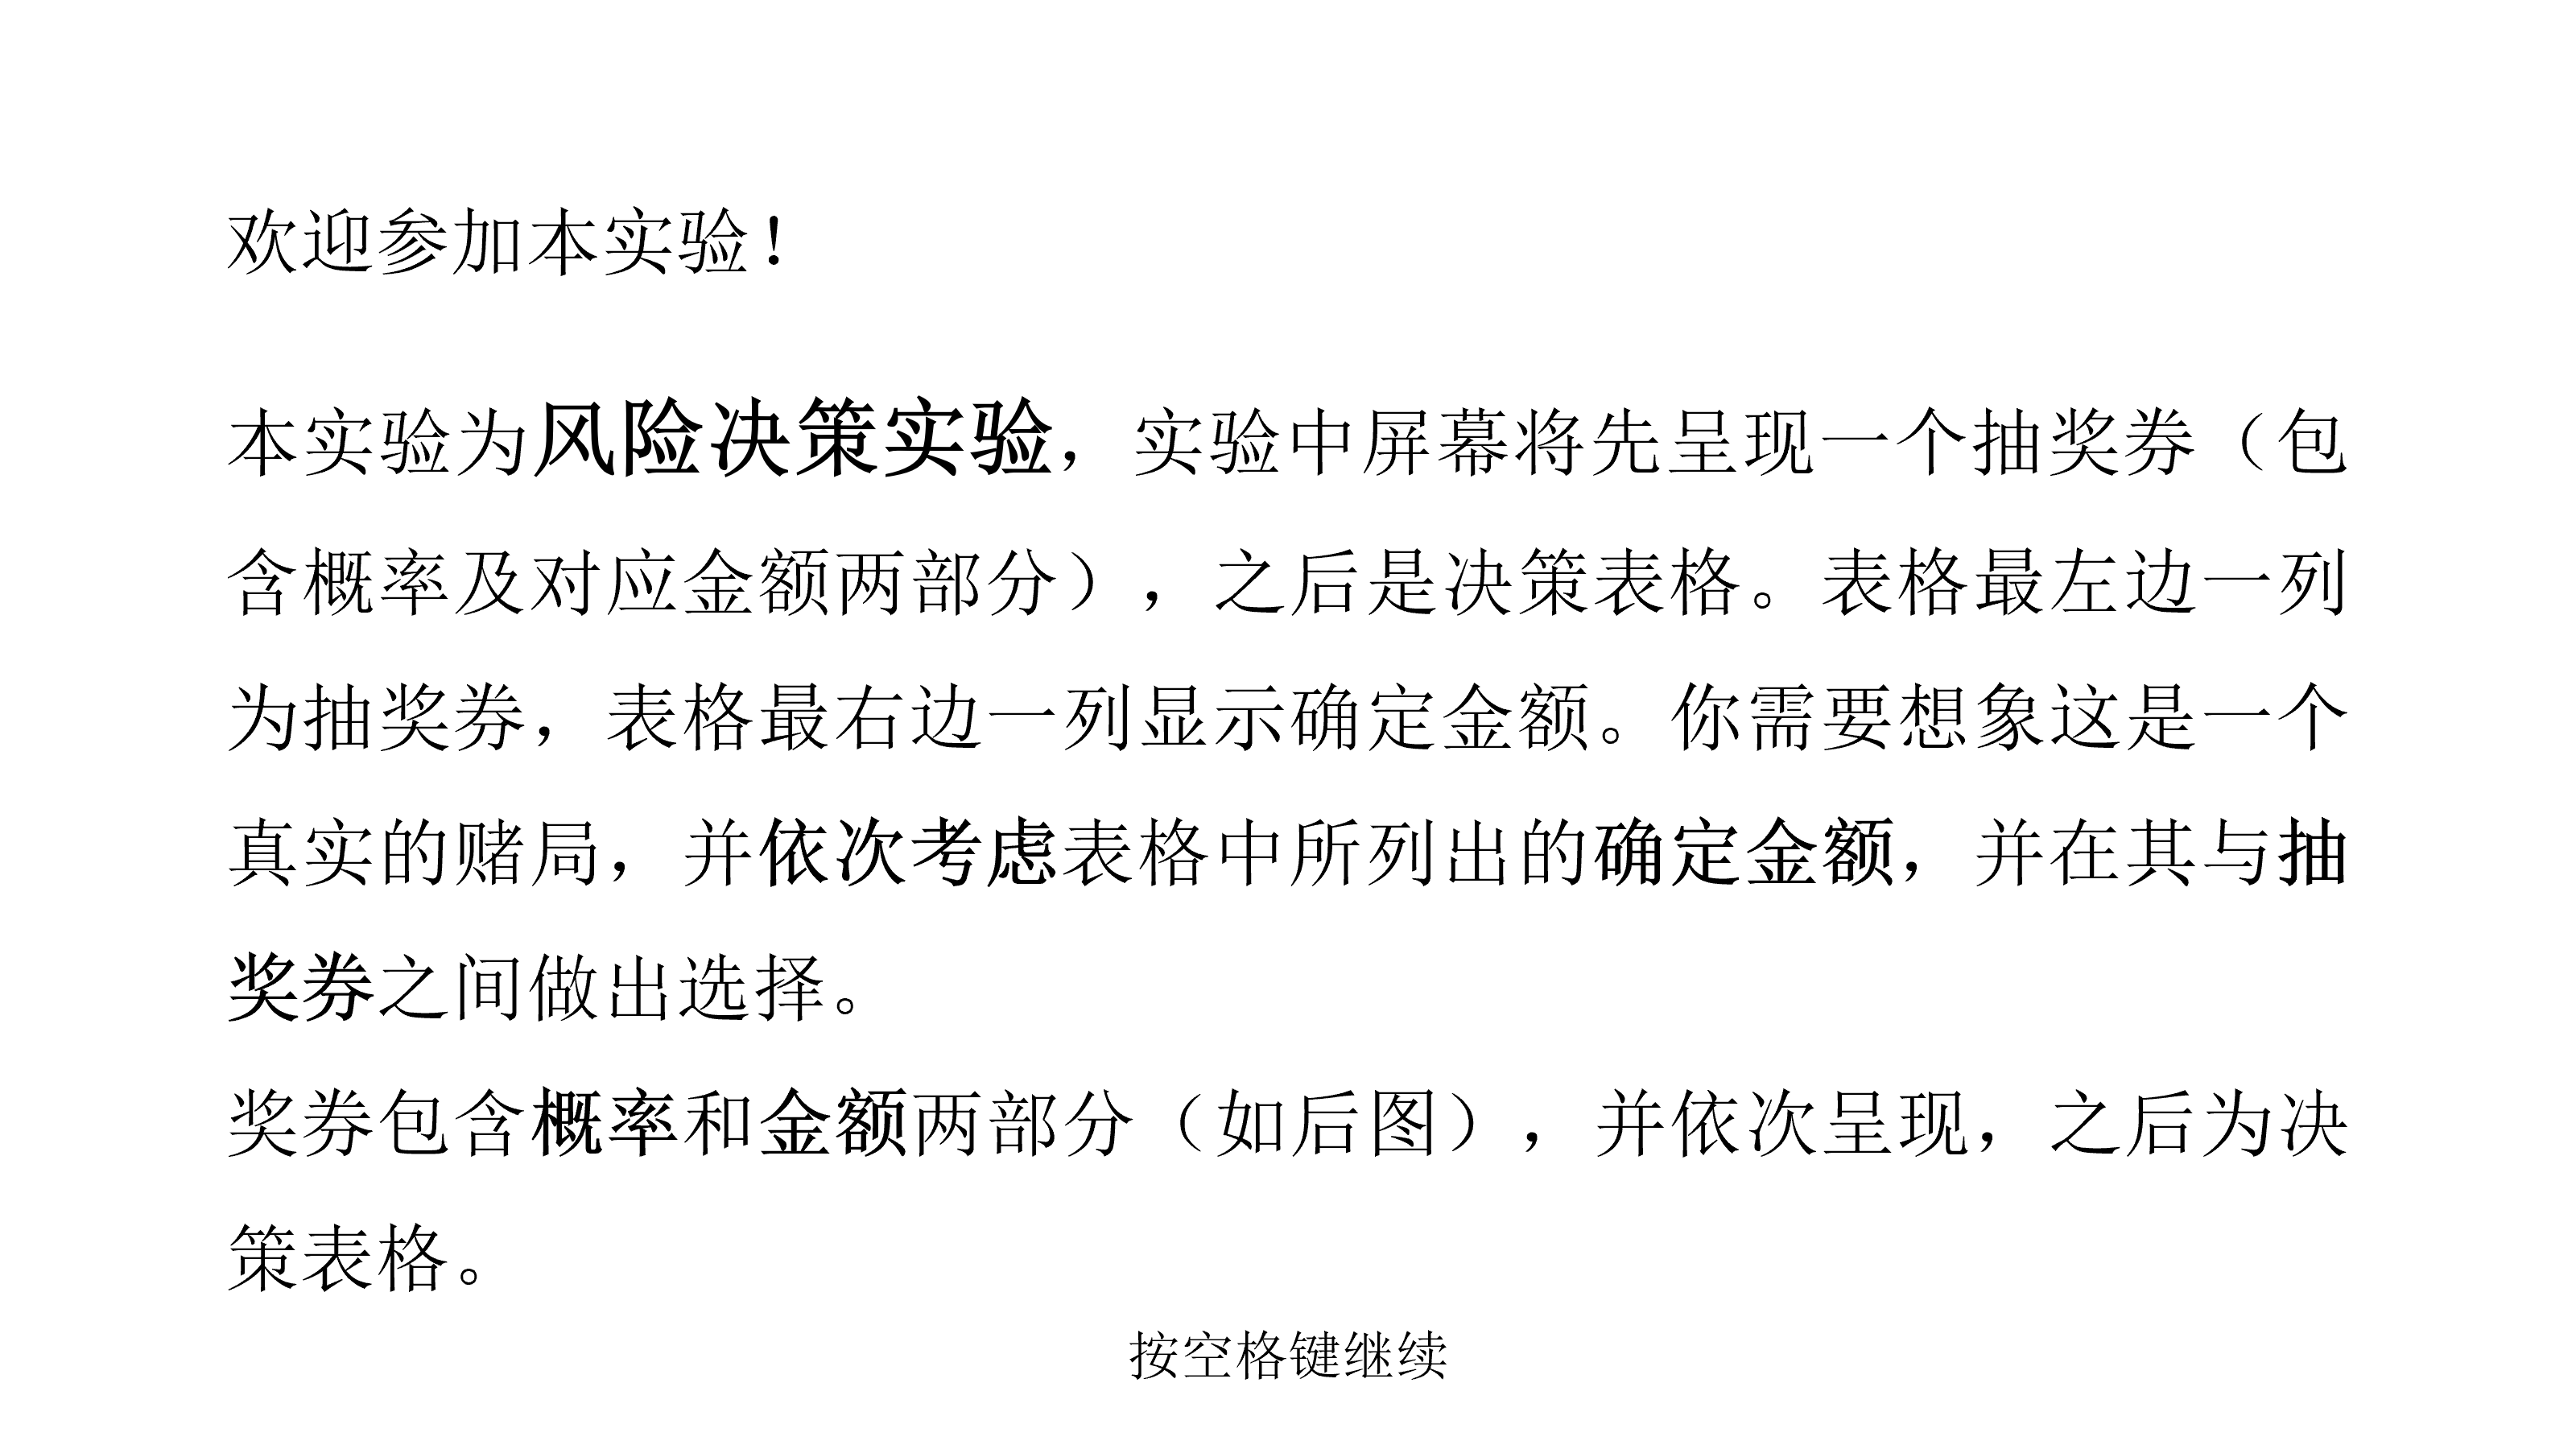 欢迎参加本实验！
本实验为风险决策实验，实验中屏幕将先呈现一个抽奖券（包
含概率及对应金额两部分），之后是决策表格。表格最左边一列
为抽奖券，表格最右边一列显示确定金额。你需要想象这是一个
真实的赌局，并依次考虑表格中所列出的确定金额，并在其与抽
奖券之间做出选择。
奖券包含概率和金额两部分（如后图），并依次呈现，之后为决
策表格。
按空格键继续